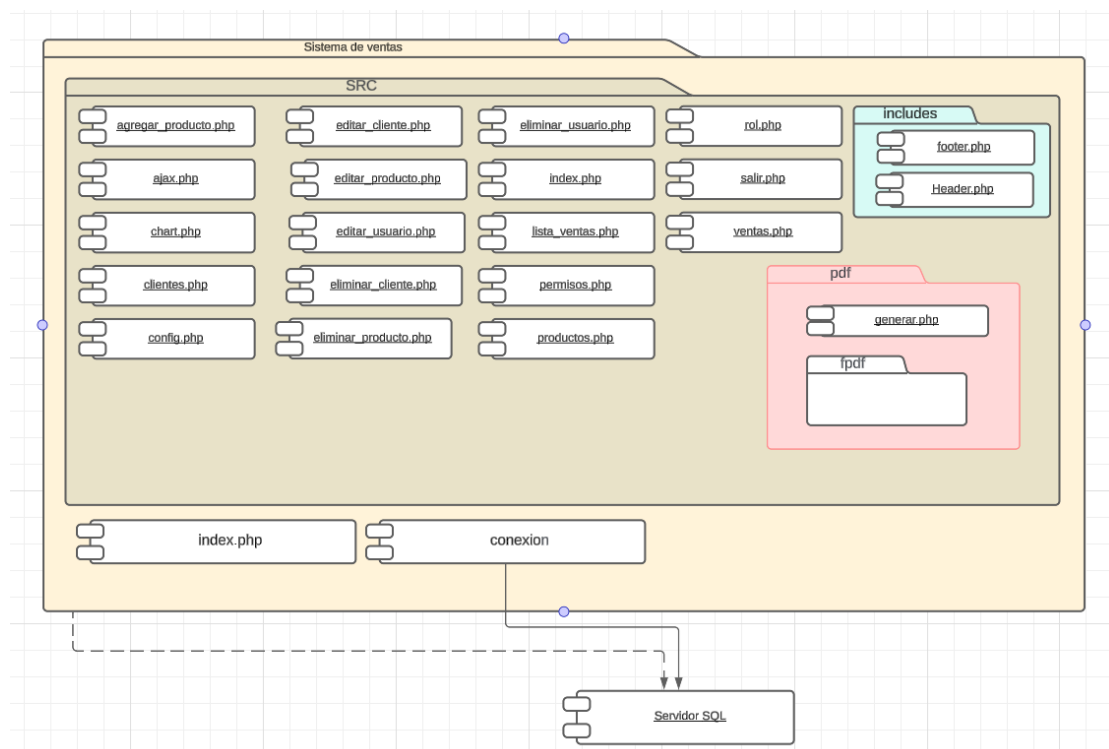 Sistema de ventas
SRC
agregar_producto.php
editar_cliente.php
eliminar_usuario.php
rol.php
ajax.php
editar_producto.php
index.php
salir.php
chart.php
editar_usuario.php
lista_ventas.php
ventas.php
clientes.php
eliminar_cliente.php
permisos.php
config.php
eliminar_producto.php
productos.php
includes
footer.php
Header.php
pdf
generar.php
fpdf
index.php
conexion
Servidor SQL